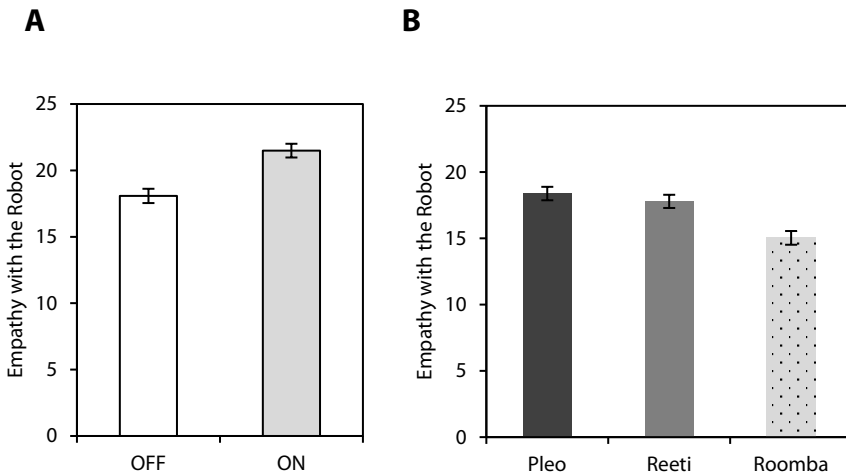 A
Empathy with the Robot
25
20
15
10
5
0
OFF
ON
B
Empathy with the Robot
25
20
15
10
5
0
Pleo
Reeti
Roomba